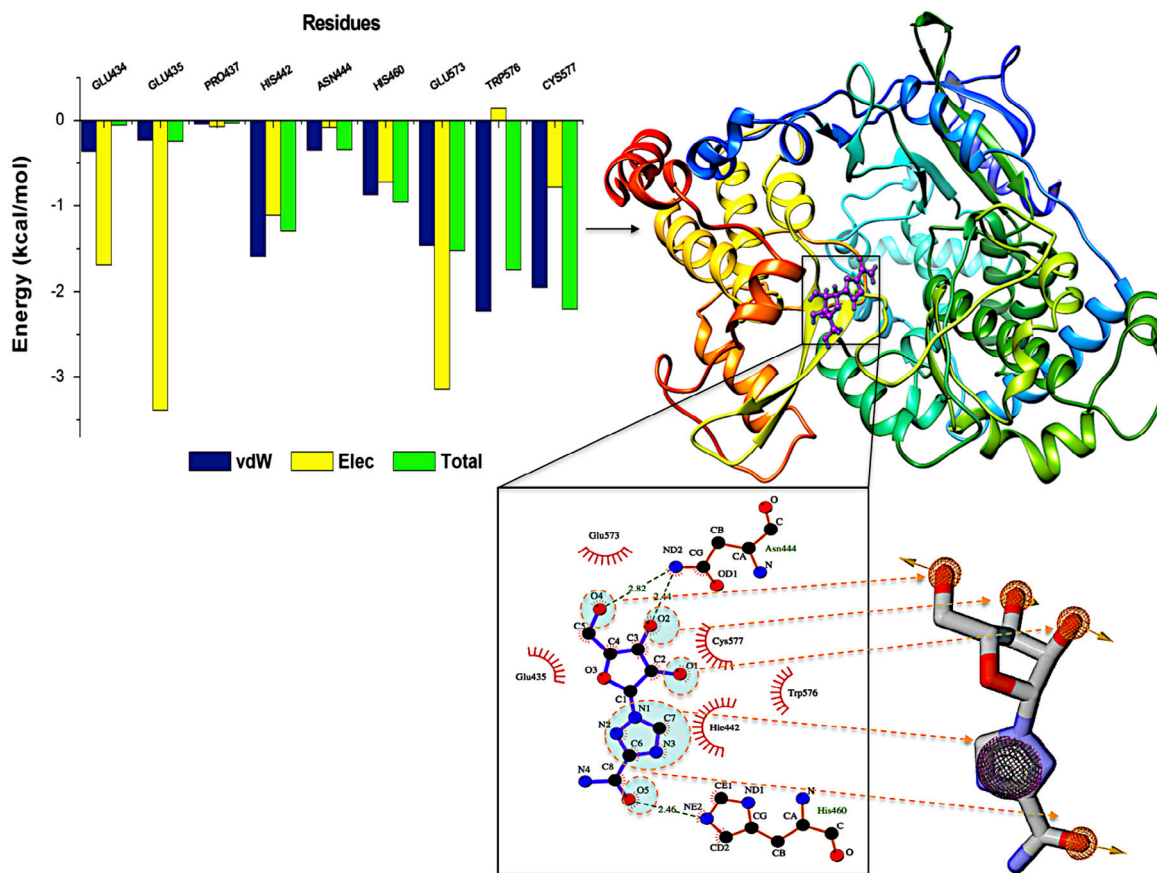 Residues
GLU434
GLU435
PRO437
HIS442
ASN444
HIS460
GLU573
TRP576
CYS577
Energy (kcal/mol)
0
-1
-2
-3
vdW Elec Total
O
C
CB
Glu573
ND2
CG
CA
Asn444
N
OD1
2.82
2.44
O4
O2
C5
C4
C3
Cys577
C2
O1
Glu435
O3
Trp576
C1
N1
C7
Hie442
N2
C6
N3
C8
N4
O5
CE1
ND1
N
2.46
NE2
His460
CG
CA
C
CD2
CB
O